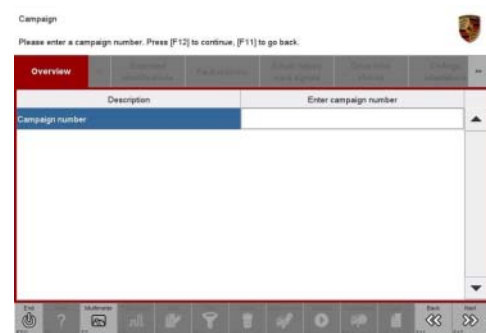 Campaign
Please enter a campaign number. Press [F12] to continue, [F11] to go back.
Overview
Description
Enter campaign number
Campaign number
End
Multimeter
Back
Next